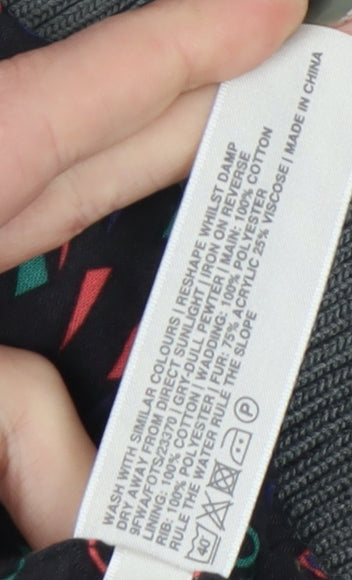 WASH WITH SIMILAR COLOURS | RESHAPE WHILST DAMP
DRY AWAY FROM DIRECT SUNLIGHT | IRON ON REVERSE
9FWA/FOTS/23370 | GRY-DULL PEWTER | MAIN: 100% COTTON
LINING: 100% COTTON | WADDING: 100% POLYESTER
RIB: 100% POLYESTER | FUR: 75% ACRYLIC 25% VISCOSE | MADE IN CHINA
RULE THE WATER RULE THE SLOPE
40 P